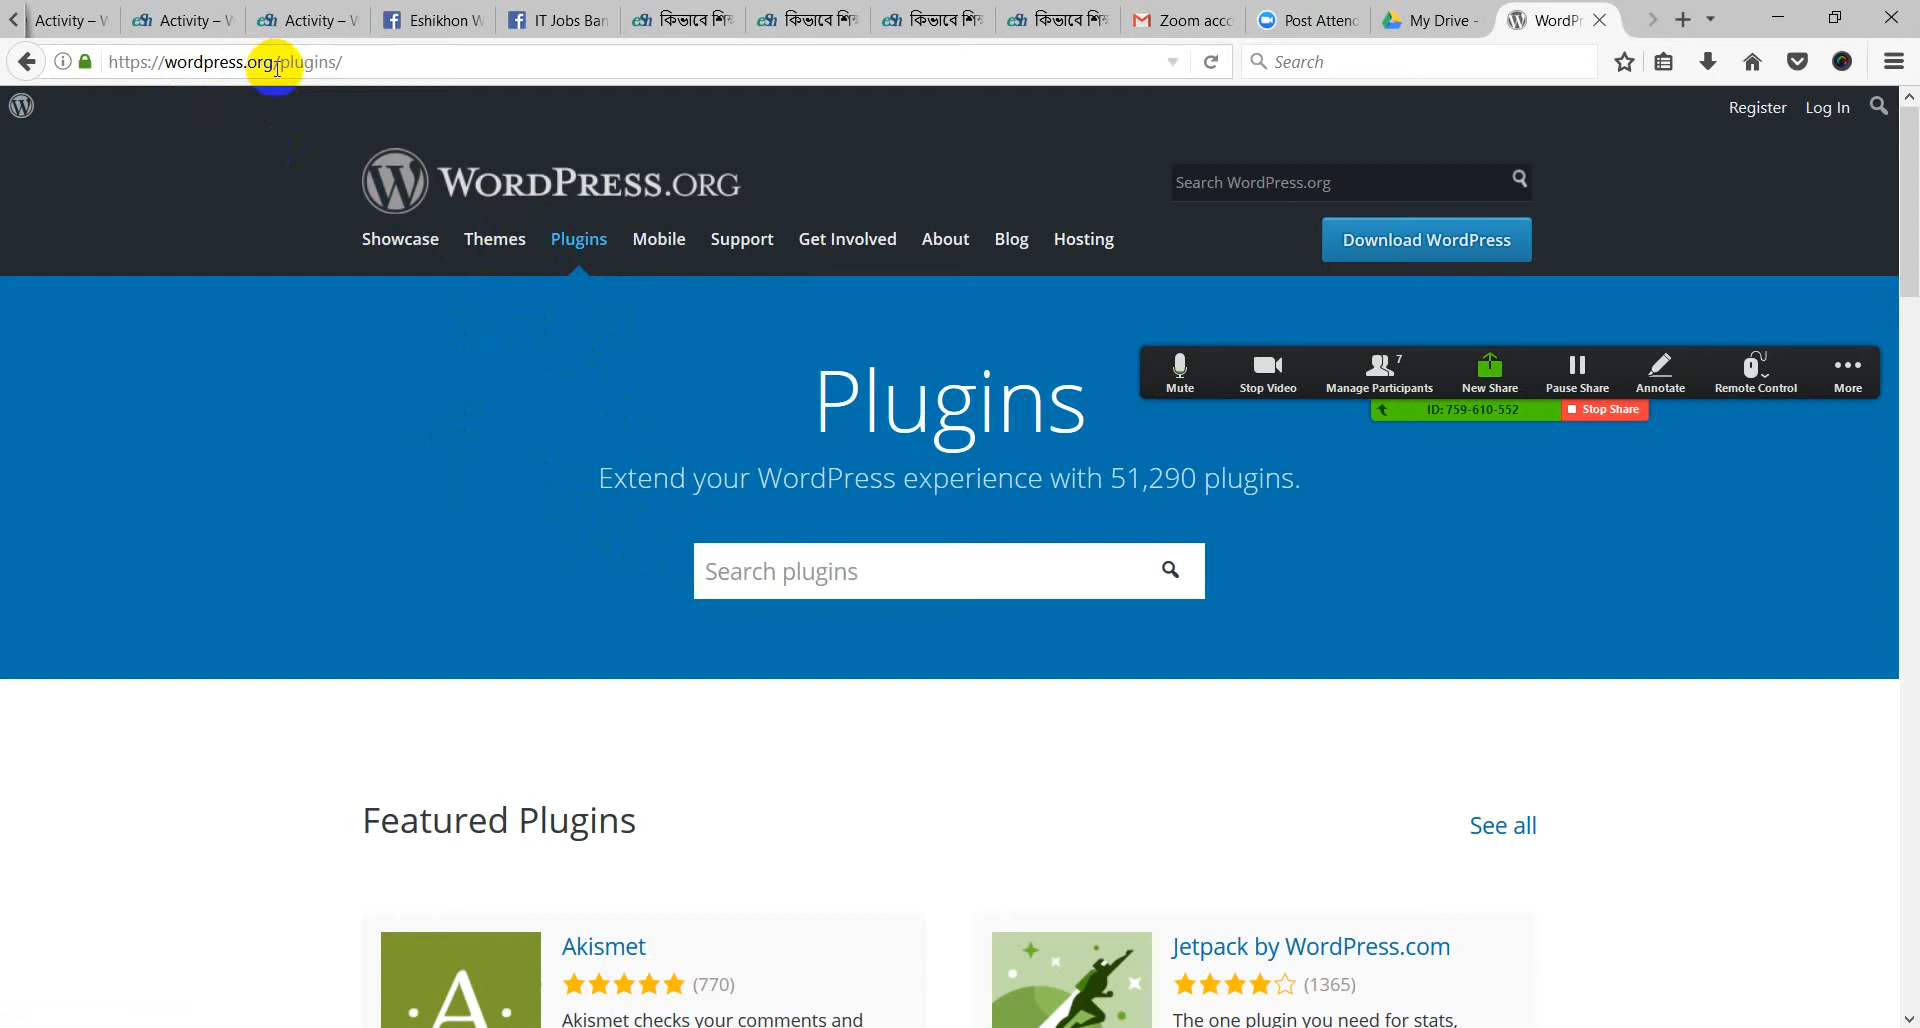 Activity – Activity – Activity – Eshikhon IT Jobs Ban কিভাবে কিভাবে কিভাবে কিভাবে Zoom acco Post Attend My Drive - WordPr
https://wordpress.org/plugins/ Search
Register Log In
WORDPRESS.ORG Search WordPress.org
Showcase Themes Plugins Mobile Support Get Involved About Blog Hosting Download WordPress
Plugins
Mute Stop Video Manage Participants 7 New Share Pause Share Annotate Remote Control More
ID: 759-610-552 Stop Share
Extend your WordPress experience with 51,290 plugins.
Search plugins
Featured Plugins See all
Akismet
(770)
Akismet checks your comments and
Jetpack by WordPress.com
(1365)
The one plugin you need for stats,